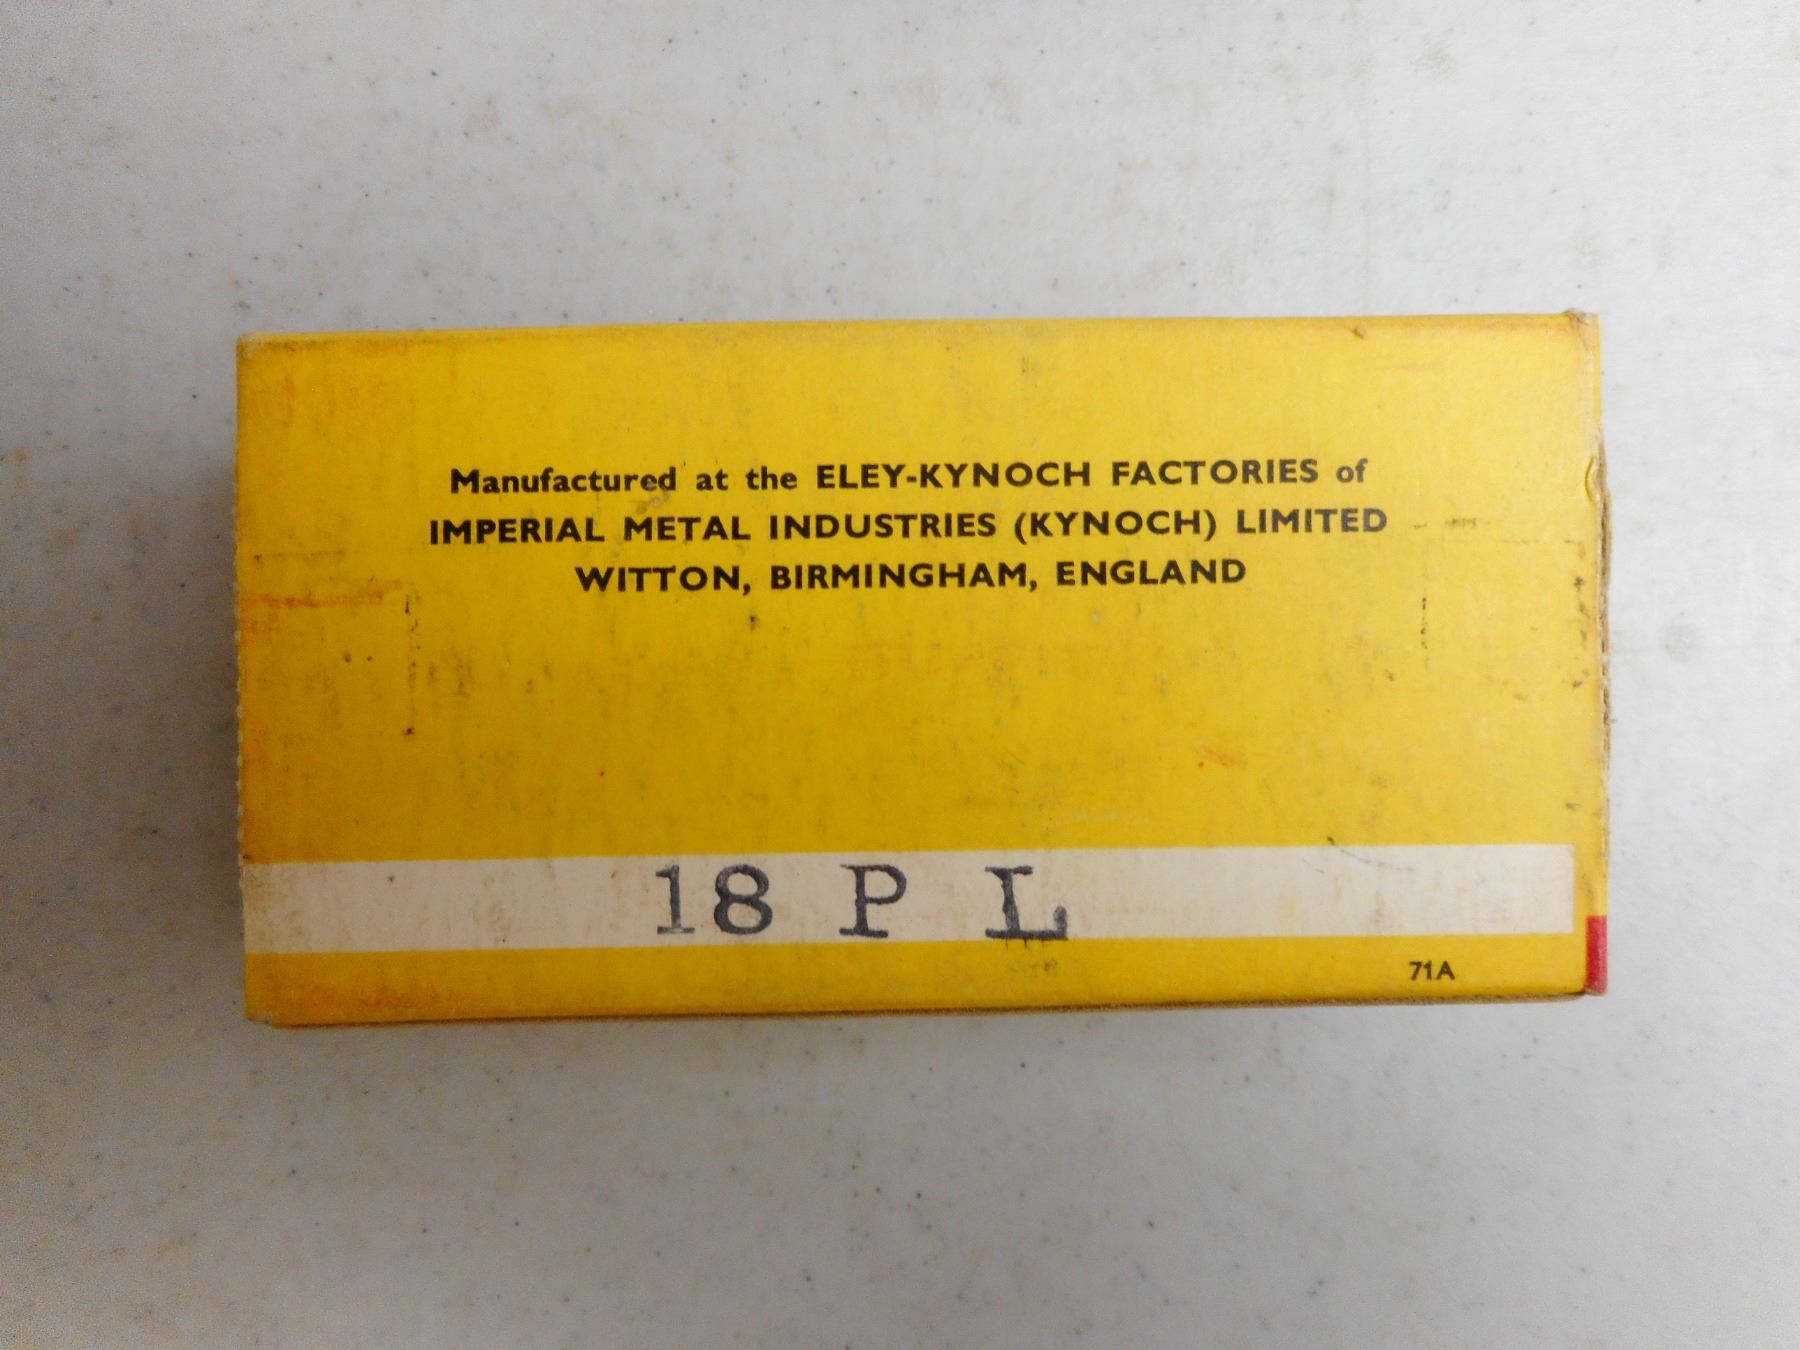 Manufactured at the ELEY-KYNOCH FACTORIES of
IMPERIAL METAL INDUSTRIES (KYNOCH) LIMITED
WITTON, BIRMINGHAM, ENGLAND
18 P L
71A